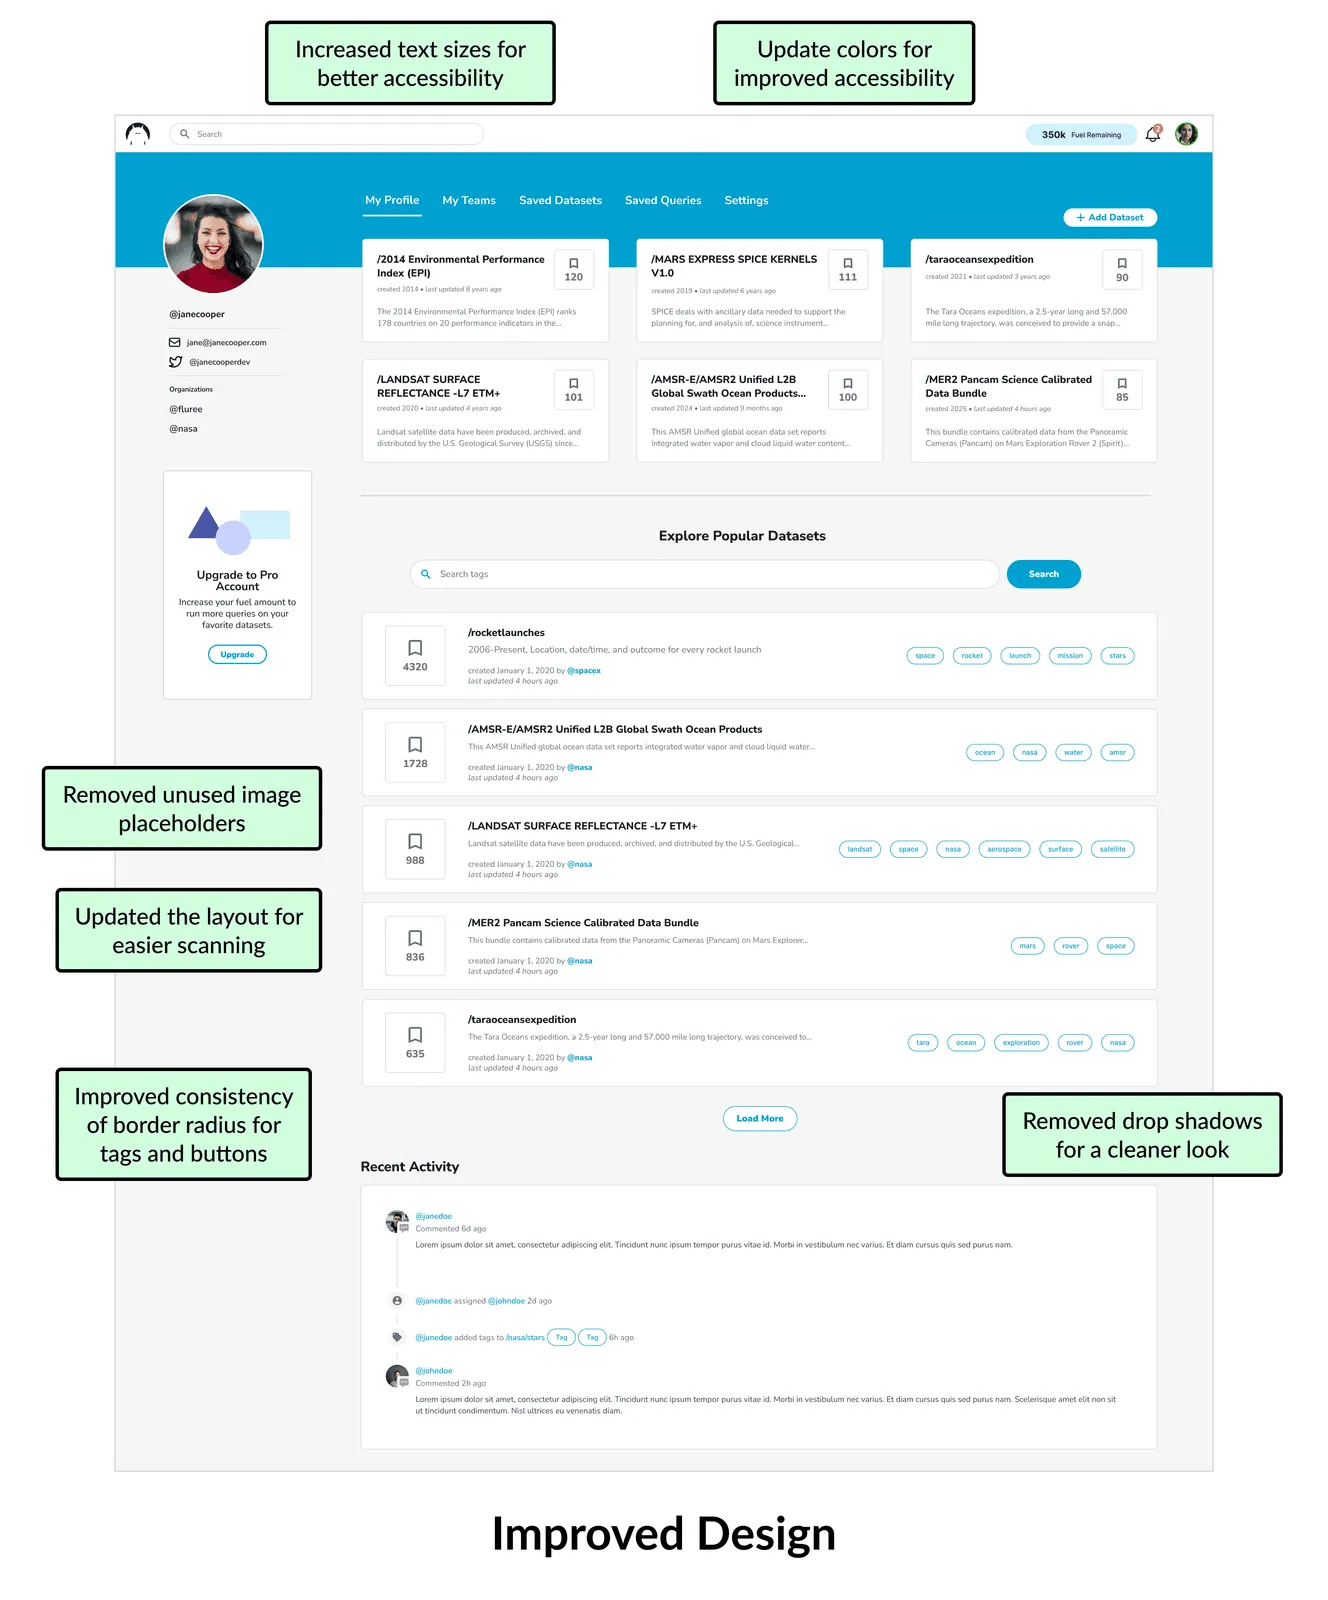 Increased text sizes for
better accessibility
Update colors for
improved accessibility
Search
350k Fuel Remaining
2
My Profile
My Teams
Saved Datasets
Saved Queries
Settings
+ Add Dataset
@janecooper
jane@janecooper.com
@janecooperdev
Organizations
@fluree
@nasa
/2014 Environmental Performance
Index (EPI)
120
created 2014 • last updated 8 years ago
The 2014 Environmental Performance Index (EPI) ranks
178 countries on 20 performance indicators in the...
/MARS EXPRESS SPICE KERNELS
V1.0
111
created 2019 • last updated 6 years ago
SPICE deals with ancillary data needed to support the
planning for, and analysis of, science instrument...
/taraoceansexpedition
90
created 2021 • last updated 3 years ago
The Tara Oceans expedition, a 2.5-year long and 57,000
mile long trajectory, was conceived to provide a snap...
/LANDSAT SURFACE
REFLECTANCE -L7 ETM+
101
created 2020 • last updated 4 years ago
Landsat satellite data have been produced, archived, and
distributed by the U.S. Geological Survey (USGS) since...
/AMSR-E/AMSR2 Unified L2B
Global Swath Ocean Products...
100
created 2024 • last updated 9 months ago
This AMSR Unified global ocean data set reports
integrated water vapor and cloud liquid water content...
/MER2 Pancam Science Calibrated
Data Bundle
85
created 2025 • last updated 4 hours ago
This bundle contains calibrated data from the Panoramic
Cameras (Pancam) on Mars Exploration Rover 2 (Spirit)...
Upgrade to Pro
Account
Increase your fuel amount to
run more queries on your
favorite datasets.
Upgrade
Explore Popular Datasets
Search tags
Search
4320
/rocketlaunches
2006-Present, Location, date/time, and outcome for every rocket launch
created January 1, 2020 by @spacex
last updated 4 hours ago
space rocket launch mission stars
1728
/AMSR-E/AMSR2 Unified L2B Global Swath Ocean Products
This AMSR Unified global ocean data set reports integrated water vapor and cloud liquid water...
created January 1, 2020 by @nasa
last updated 4 hours ago
ocean nasa water amsr
988
/LANDSAT SURFACE REFLECTANCE -L7 ETM+
Landsat satellite data have been produced, archived, and distributed by the U.S. Geological...
created January 1, 2020 by @nasa
last updated 4 hours ago
landsat space nasa aerospace surface satellite
836
/MER2 Pancam Science Calibrated Data Bundle
This bundle contains calibrated data from the Panoramic Cameras (Pancam) on Mars Explorer...
created January 1, 2020 by @nasa
last updated 4 hours ago
mars rover space
635
/taraoceansexpedition
The Tara Oceans expedition, a 2.5-year long and 57,000 mile long trajectory, was conceived to...
created January 1, 2020 by @nasa
last updated 4 hours ago
tara ocean exploration rover nasa
Load More
Removed unused image
placeholders
Updated the layout for
easier scanning
Improved consistency
of border radius for
tags and buttons
Removed drop shadows
for a cleaner look
Recent Activity
@janedoe
Commented 6d ago
Lorem ipsum dolor sit amet, consectetur adipiscing elit. Tincidunt nunc ipsum tempor purus vitae id. Morbi in vestibulum nec varius. Et diam cursus quis sed purus nam.
@janedoe assigned @johndoe 2d ago
@junedoe added tags to /nasa/stars Tag Tag 6h ago
@johndoe
Commented 2h ago
Lorem ipsum dolor sit amet, consectetur adipiscing elit. Tincidunt nunc ipsum tempor purus vitae id. Morbi in vestibulum nec varius. Et diam cursus quis sed purus nam. Scelerisque amet elit non sit
ut tincidunt condimentum. Nisl ultrices eu venenatis diam.
Improved Design